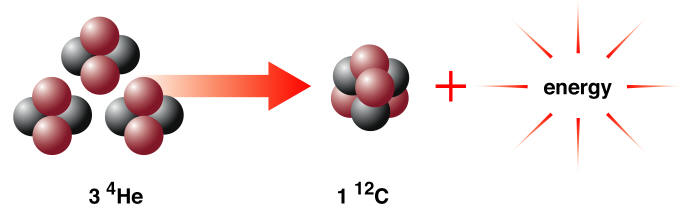 energy
3 ⁴He
1 ¹²C